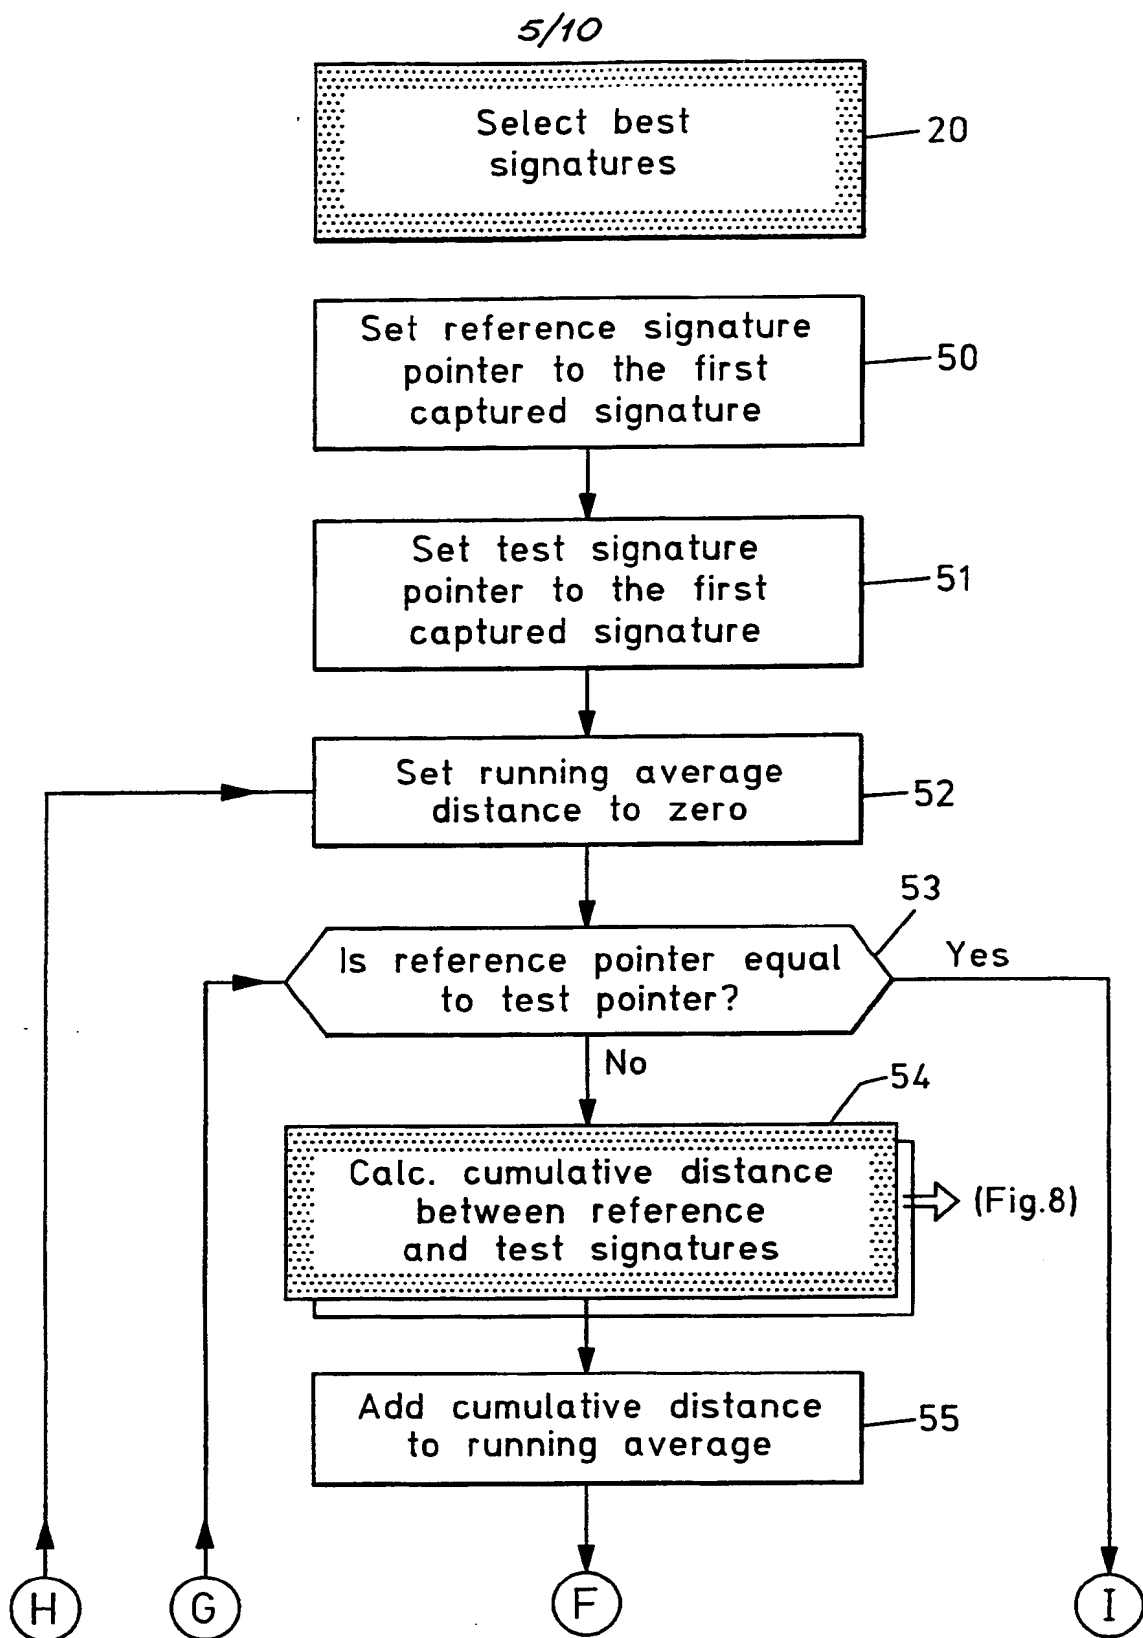 5/10
Select best
signatures
20
Set reference signature
pointer to the first
captured signature
50
Set test signature
pointer to the first
captured signature
51
Set running average
distance to zero
52
53
Is reference pointer equal
to test pointer?
Yes
No
54
Calc. cumulative distance
between reference
and test signatures
(Fig.8)
Add cumulative distance
to running average
55
H
G
F
I